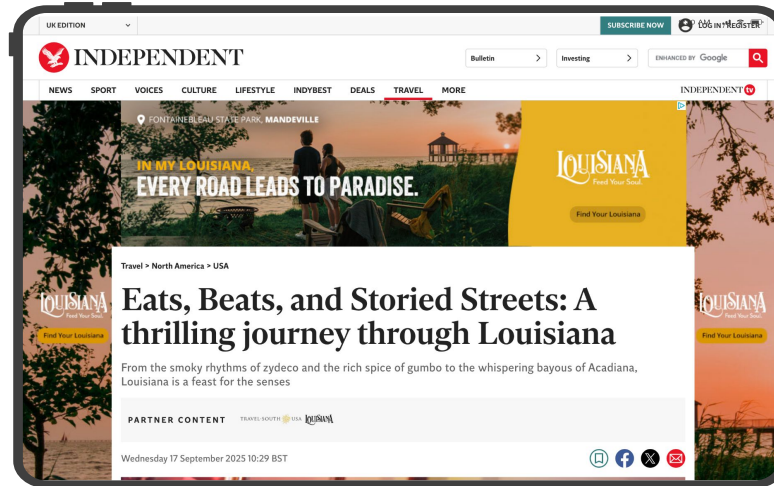 UK EDITION
SUBSCRIBE NOW
LOG IN
REGISTER
INDEPENDENT
Bulletin
Investing
ENHANCED BY Google
NEWS SPORT VOICES CULTURE LIFESTYLE INDYBEST DEALS TRAVEL MORE
INDEPENDENT tv
FONTAINEBLEAU STATE PARK, MANDEVILLE
IN MY LOUISIANA,
EVERY ROAD LEADS TO PARADISE.
LOUISIANA
Feed Your Soul.
Find Your Louisiana
Travel > North America > USA
LOUISIANA
Feed Your Soul.
Find Your Louisiana
LOUISIANA
Feed Your Soul.
Find Your Louisiana
Eats, Beats, and Storied Streets: A
thrilling journey through Louisiana
From the smoky rhythms of zydeco and the rich spice of gumbo to the whispering bayous of Acadiana,
Louisiana is a feast for the senses
PARTNER CONTENT TRAVEL SOUTH USA LOUISIANA
Wednesday 17 September 2025 10:29 BST